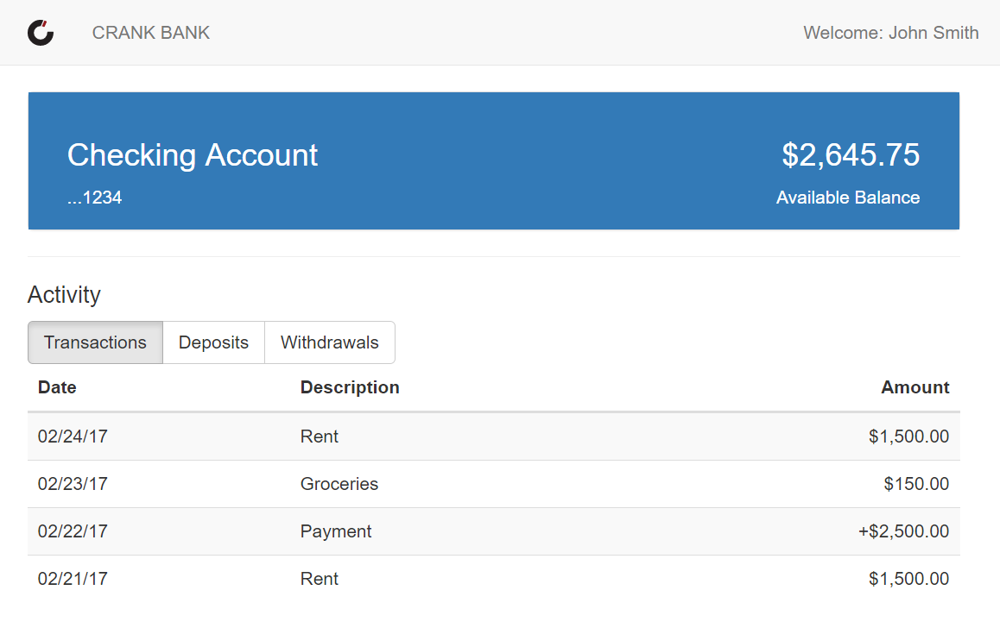 CRANK BANK Welcome: John Smith
Checking Account $2,645.75
...1234 Available Balance
Activity
Transactions Deposits Withdrawals
Date Description Amount
02/24/17 Rent $1,500.00
02/23/17 Groceries $150.00
02/22/17 Payment +$2,500.00
02/21/17 Rent $1,500.00